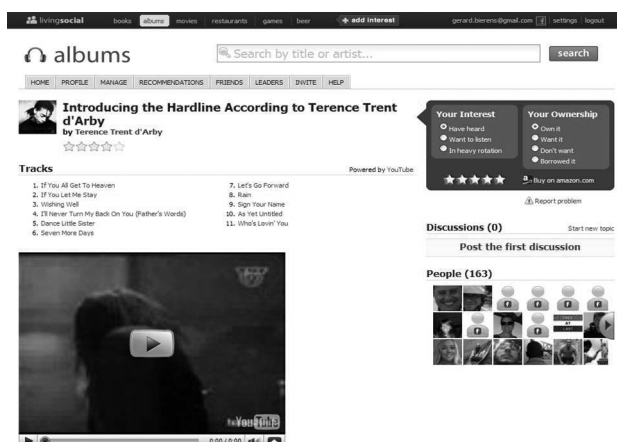 livingsocial books albums movies restaurants games beer + add interest gerard.bierens@gmail.com f settings logout
albums Search by title or artist... search
HOME PROFILE MANAGE RECOMMENDATIONS FRIENDS LEADERS INVITE HELP
Introducing the Hardline According to Terence Trent
d'Arby
by Terence Trent d'Arby
Your Interest Your Ownership
Have heard Own it
Want to listen Want it
In heavy rotation Don't want
Borrowed it
Buy on amazon.com
Report problem
Tracks Powered by YouTube
1. If You All Get To Heaven
2. If You Let Me Stay
3. Wishing Well
4. I'll Never Turn My Back On You (Father's Words)
5. Dance Little Sister
6. Seven More Days
7. Let's Go Forward
8. Rain
9. Sign Your Name
10. As Yet Untitled
11. Who's Lovin' You
Discussions (0) Start new topic
Post the first discussion
People (163)
YouTube
0:00 / 0:00